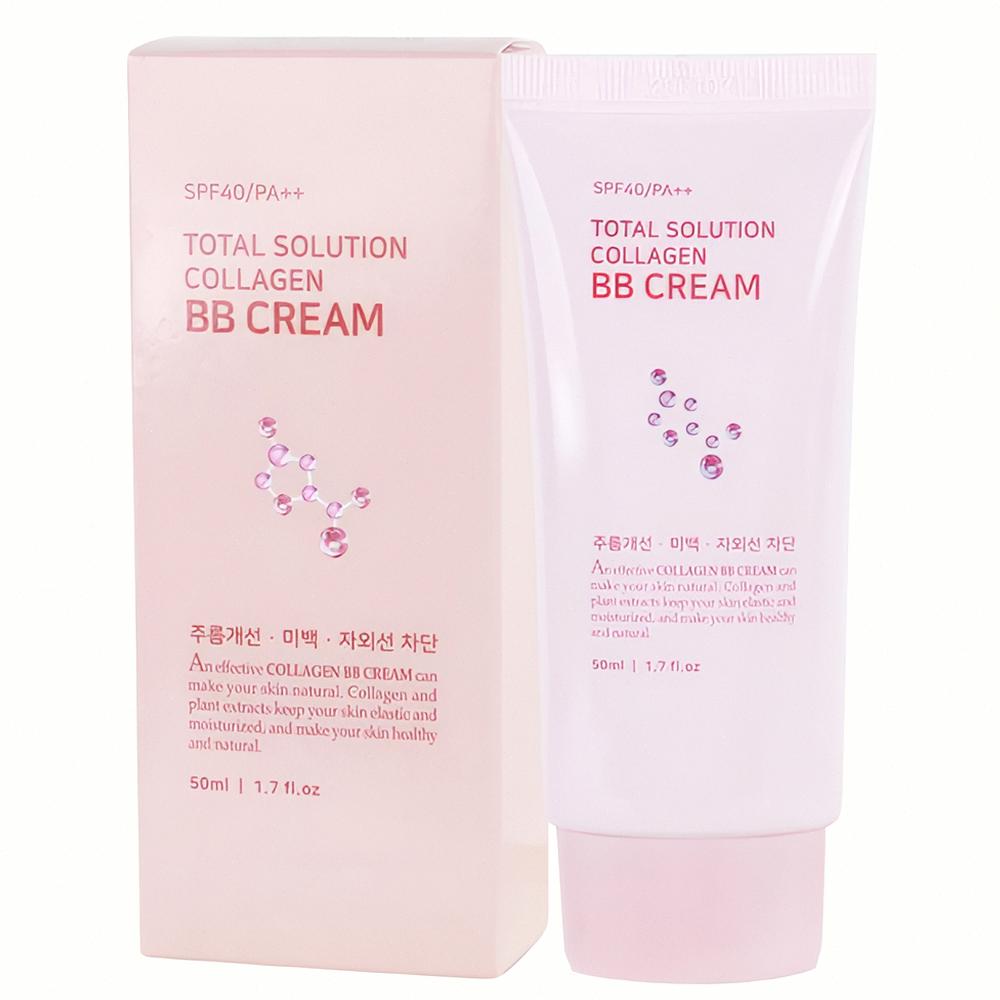 SPF40/PA++
TOTAL SOLUTION
COLLAGEN
BB CREAM
주름개선 · 미백 · 자외선 차단
An effective COLLAGEN BB CREAM can
make your skin natural. Collagen and
plant extracts keep your skin elastic and
moisturized, and make your skin healthy
and natural.
50ml | 1.7 fl.oz
SPF40/PA++
TOTAL SOLUTION
COLLAGEN
BB CREAM
주름개선 · 미백 · 자외선 차단
An effective COLLAGEN BB CREAM can
make your skin natural. Collagen and
plant extracts keep your skin elastic and
moisturized, and make your skin healthy
and natural.
50ml | 1.7 fl.oz